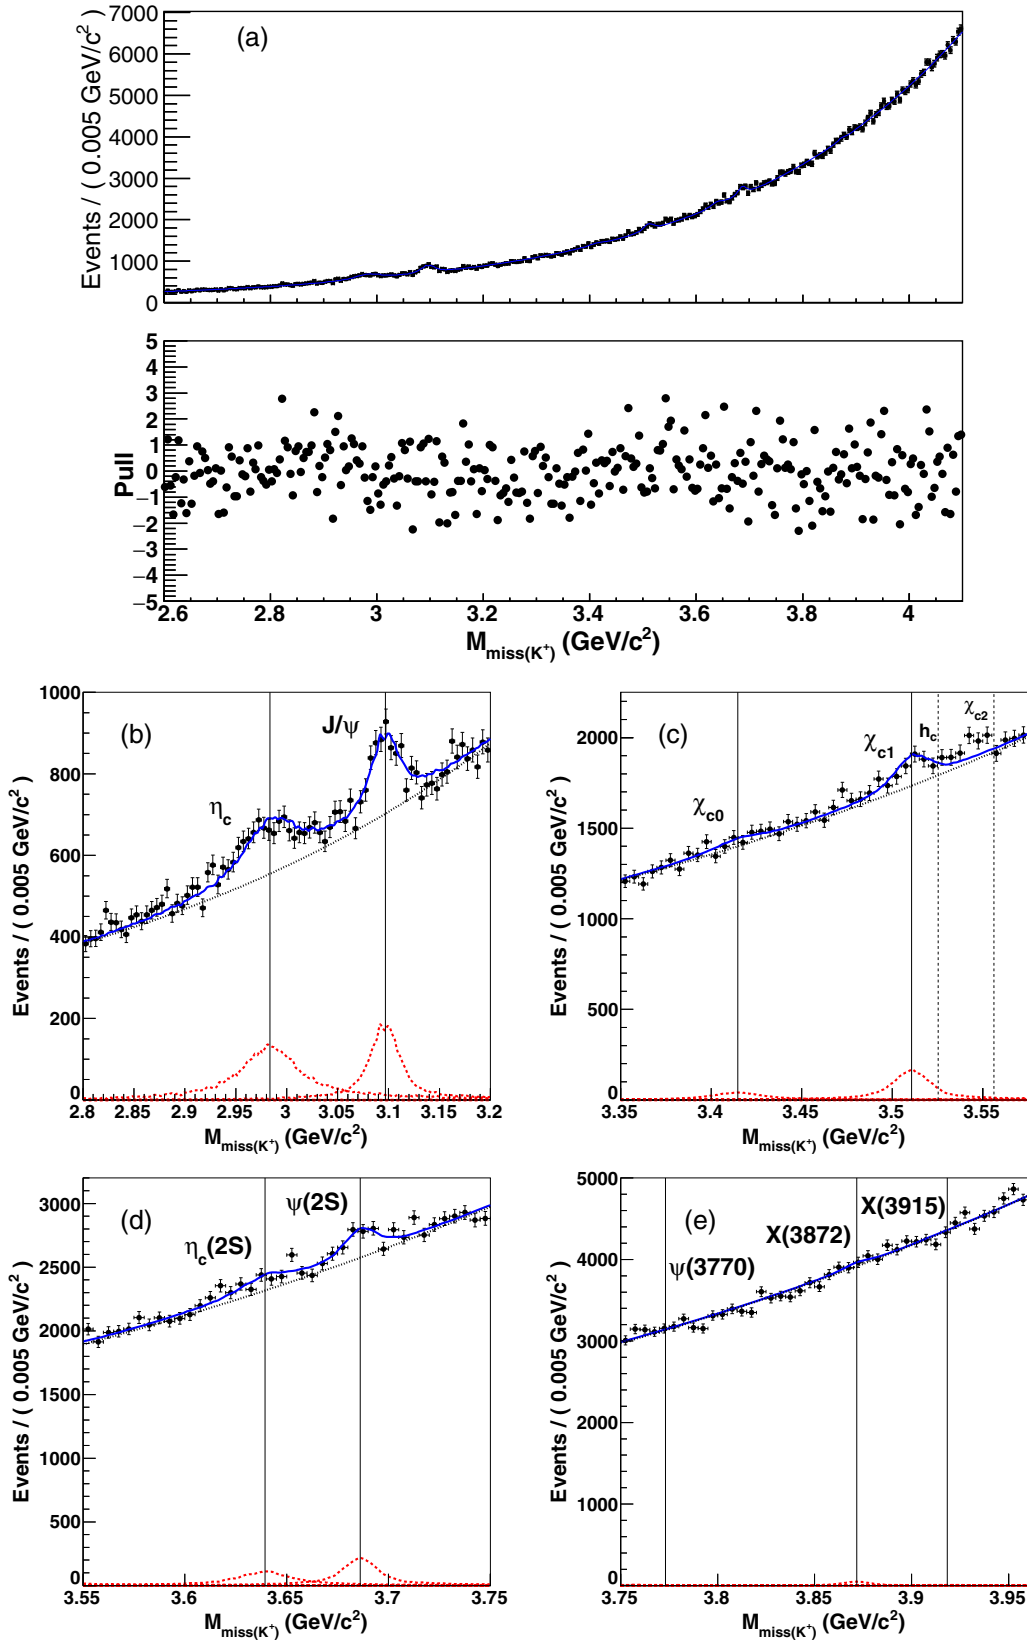 (a)
Events / ( 0.005 GeV/c²)
7000
6000
5000
4000
3000
2000
1000
0
Pull
5
4
3
2
1
0
−1
−2
−3
−4
−5
2.6 2.8 3 3.2 3.4 3.6 3.8 4
M_miss(K⁺) (GeV/c²)
(b)
Events / ( 0.005 GeV/c²)
1000
800
600
400
200
0
η_c
J/ψ
2.8 2.85 2.9 2.95 3 3.05 3.1 3.15 3.2
M_miss(K⁺) (GeV/c²)
(c)
Events / ( 0.005 GeV/c²)
2000
1500
1000
500
0
χ_c0
χ_c1
h_c
χ_c2
3.35 3.4 3.45 3.5 3.55
M_miss(K⁺) (GeV/c²)
(d)
Events / ( 0.005 GeV/c²)
3200
2500
2000
1900
1000
500
0
η_c(2S)
ψ(2S)
3.55 3.6 3.65 3.7 3.75
M_miss(K⁺) (GeV/c²)
(e)
Events / ( 0.005 GeV/c²)
5000
4000
3000
2000
1000
0
ψ(3770)
X(3872)
X(3915)
3.75 3.8 3.85 3.9 3.95
M_miss(K⁺) (GeV/c²)